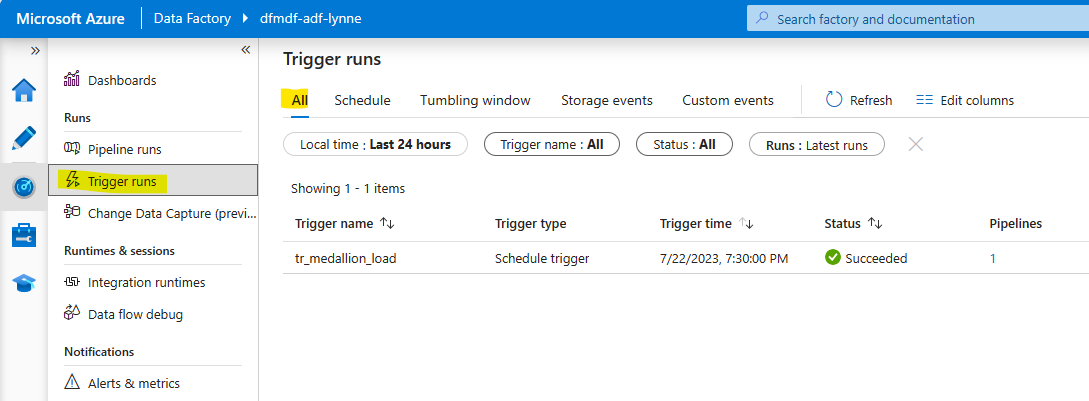 Microsoft Azure Data Factory dfmdf-adf-lynne Search factory and documentation
Dashboards
Runs
Pipeline runs
Trigger runs
Change Data Capture (previ...
Runtimes & sessions
Integration runtimes
Data flow debug
Notifications
Alerts & metrics
Trigger runs
All Schedule Tumbling window Storage events Custom events Refresh Edit columns
Local time : Last 24 hours Trigger name : All Status : All Runs : Latest runs
Showing 1 - 1 items
Trigger name Trigger type Trigger time Status Pipelines
tr_medallion_load Schedule trigger 7/22/2023, 7:30:00 PM Succeeded 1